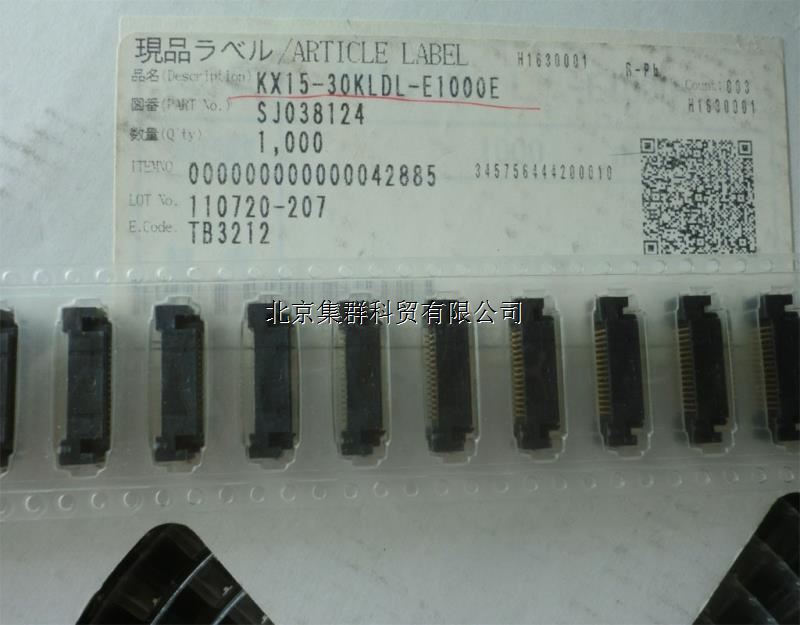 現品ラベル/ARTICLE LABEL H1630001 R-Pb
品名(Description) KX15-30KLDL-E1000E Count:003
図番(PART No.) SJ038124 H1630001
数量(Q'ty) 1,000
ITEMNO 000000000000042885 345756444200010
LOT No. 110720-207
E.Code. TB3212
北京集群科贸有限公司